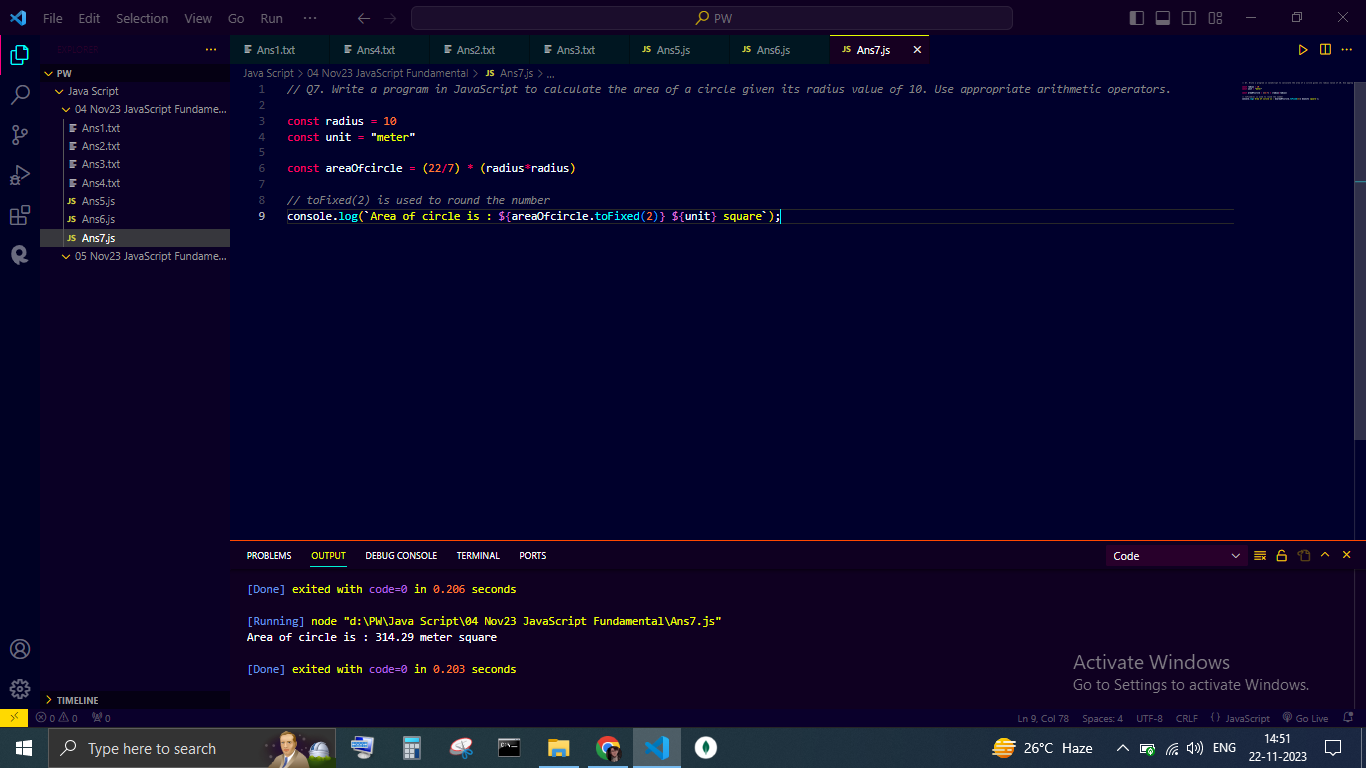 File Edit Selection View Go Run ... PW
Ans1.txt Ans4.txt Ans2.txt Ans3.txt JS Ans5.js JS Ans6.js JS Ans7.js
PW
Java Script
04 Nov23 JavaScript Fundame...
Ans1.txt
Ans2.txt
Ans3.txt
Ans4.txt
JS Ans5.js
JS Ans6.js
JS Ans7.js
05 Nov23 JavaScript Fundame...
TIMELINE
Java Script > 04 Nov23 JavaScript Fundamental > JS Ans7.js > ...
1 // Q7. Write a program in JavaScript to calculate the area of a circle given its radius value of 10. Use appropriate arithmetic operators.
2
3 const radius = 10
4 const unit = "meter"
5
6 const areaOfcircle = (22/7) * (radius*radius)
7
8 // toFixed(2) is used to round the number
9 console.log(`Area of circle is : ${areaOfcircle.toFixed(2)} ${unit} square`);
PROBLEMS OUTPUT DEBUG CONSOLE TERMINAL PORTS Code
[Done] exited with code=0 in 0.206 seconds
[Running] node "d:\PW\Java Script\04 Nov23 JavaScript Fundamental\Ans7.js"
Area of circle is : 314.29 meter square
[Done] exited with code=0 in 0.203 seconds
Activate Windows
Go to Settings to activate Windows.
0 0 0 Ln 9, Col 78 Spaces: 4 UTF-8 CRLF {} JavaScript Go Live
Type here to search 26°C Haze ENG 14:51
22-11-2023